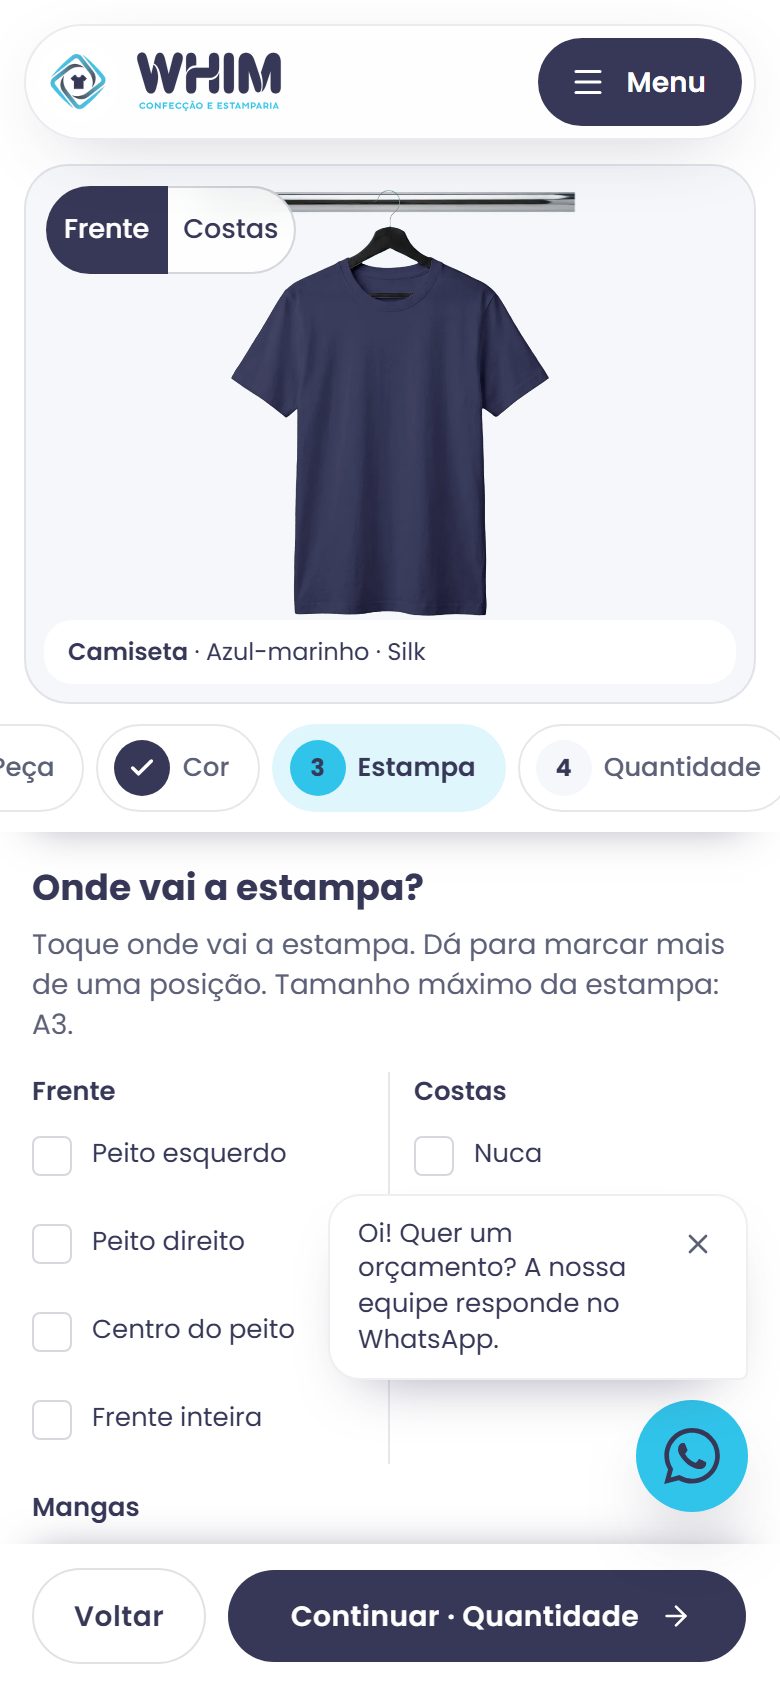 WHIM
CONFECÇÃO E ESTAMPARIA
Menu
Frente
Costas
Camiseta · Azul-marinho · Silk
Peça
Cor
3 Estampa
4 Quantidade
Onde vai a estampa?
Toque onde vai a estampa. Dá para marcar mais
de uma posição. Tamanho máximo da estampa:
A3.
Frente
Peito esquerdo
Peito direito
Centro do peito
Frente inteira
Costas
Nuca
Oi! Quer um
orçamento? A nossa
equipe responde no
WhatsApp.
Mangas
Voltar
Continuar · Quantidade